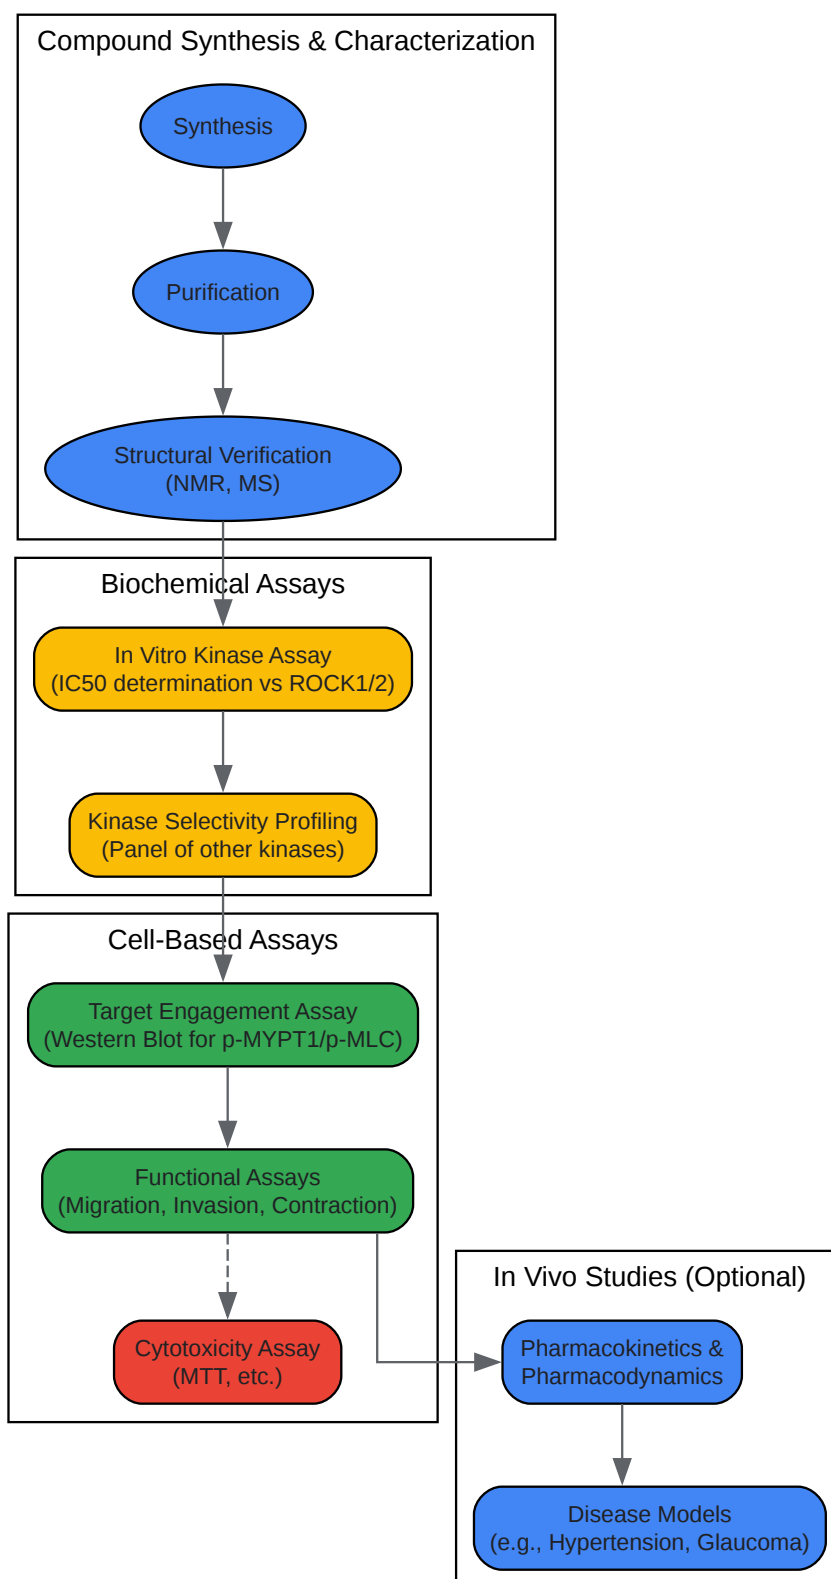 Compound Synthesis & Characterization
Synthesis
Purification
Structural Verification
(NMR, MS)
Biochemical Assays
In Vitro Kinase Assay
(IC50 determination vs ROCK1/2)
Kinase Selectivity Profiling
(Panel of other kinases)
Cell-Based Assays
Target Engagement Assay
(Western Blot for p-MYPT1/p-MLC)
Functional Assays
(Migration, Invasion, Contraction)
Cytotoxicity Assay
(MTT, etc.)
In Vivo Studies (Optional)
Pharmacokinetics &
Pharmacodynamics
Disease Models
(e.g., Hypertension, Glaucoma)